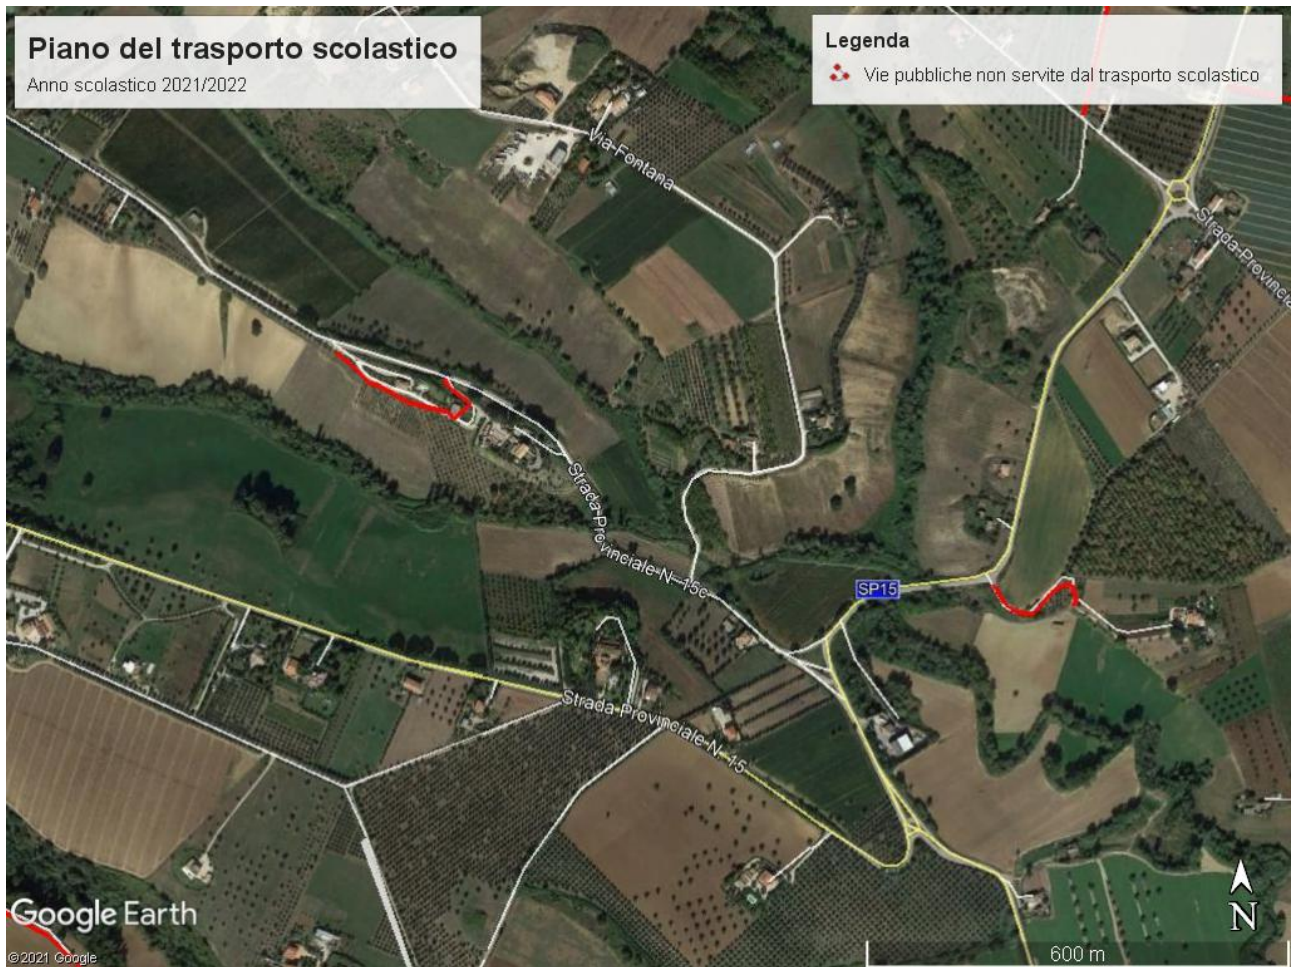 Piano del trasporto scolastico
Anno scolastico 2021/2022
Legenda
Vie pubbliche non servite dal trasporto scolastico
Via Fontana
Strada Provincia
Strada Provinciale N. 15c
SP15
Strada Provinciale N. 15
Google Earth
N
©2021 Google
600 m